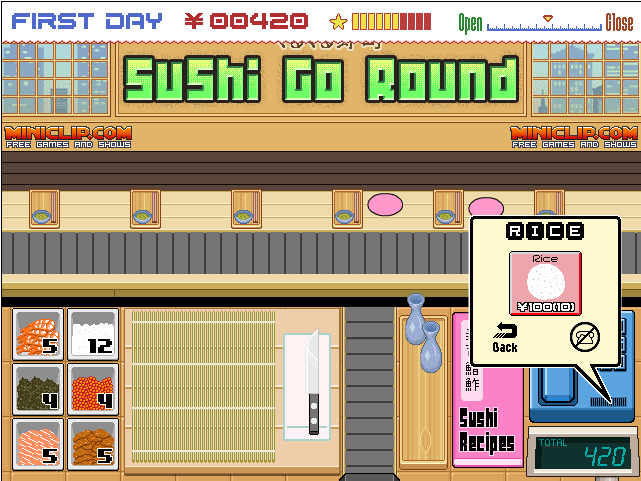 FIRST DAY ¥ 00420 Open Close
SuShi Go Round
MINICLIP.COM
FREE GAMES AND SHOWS
MINICLIP.COM
FREE GAMES AND SHOWS
RICE
Rice
¥100(10)
Back
5
12
4
4
5
5
Sushi
Recipes
TOTAL
420